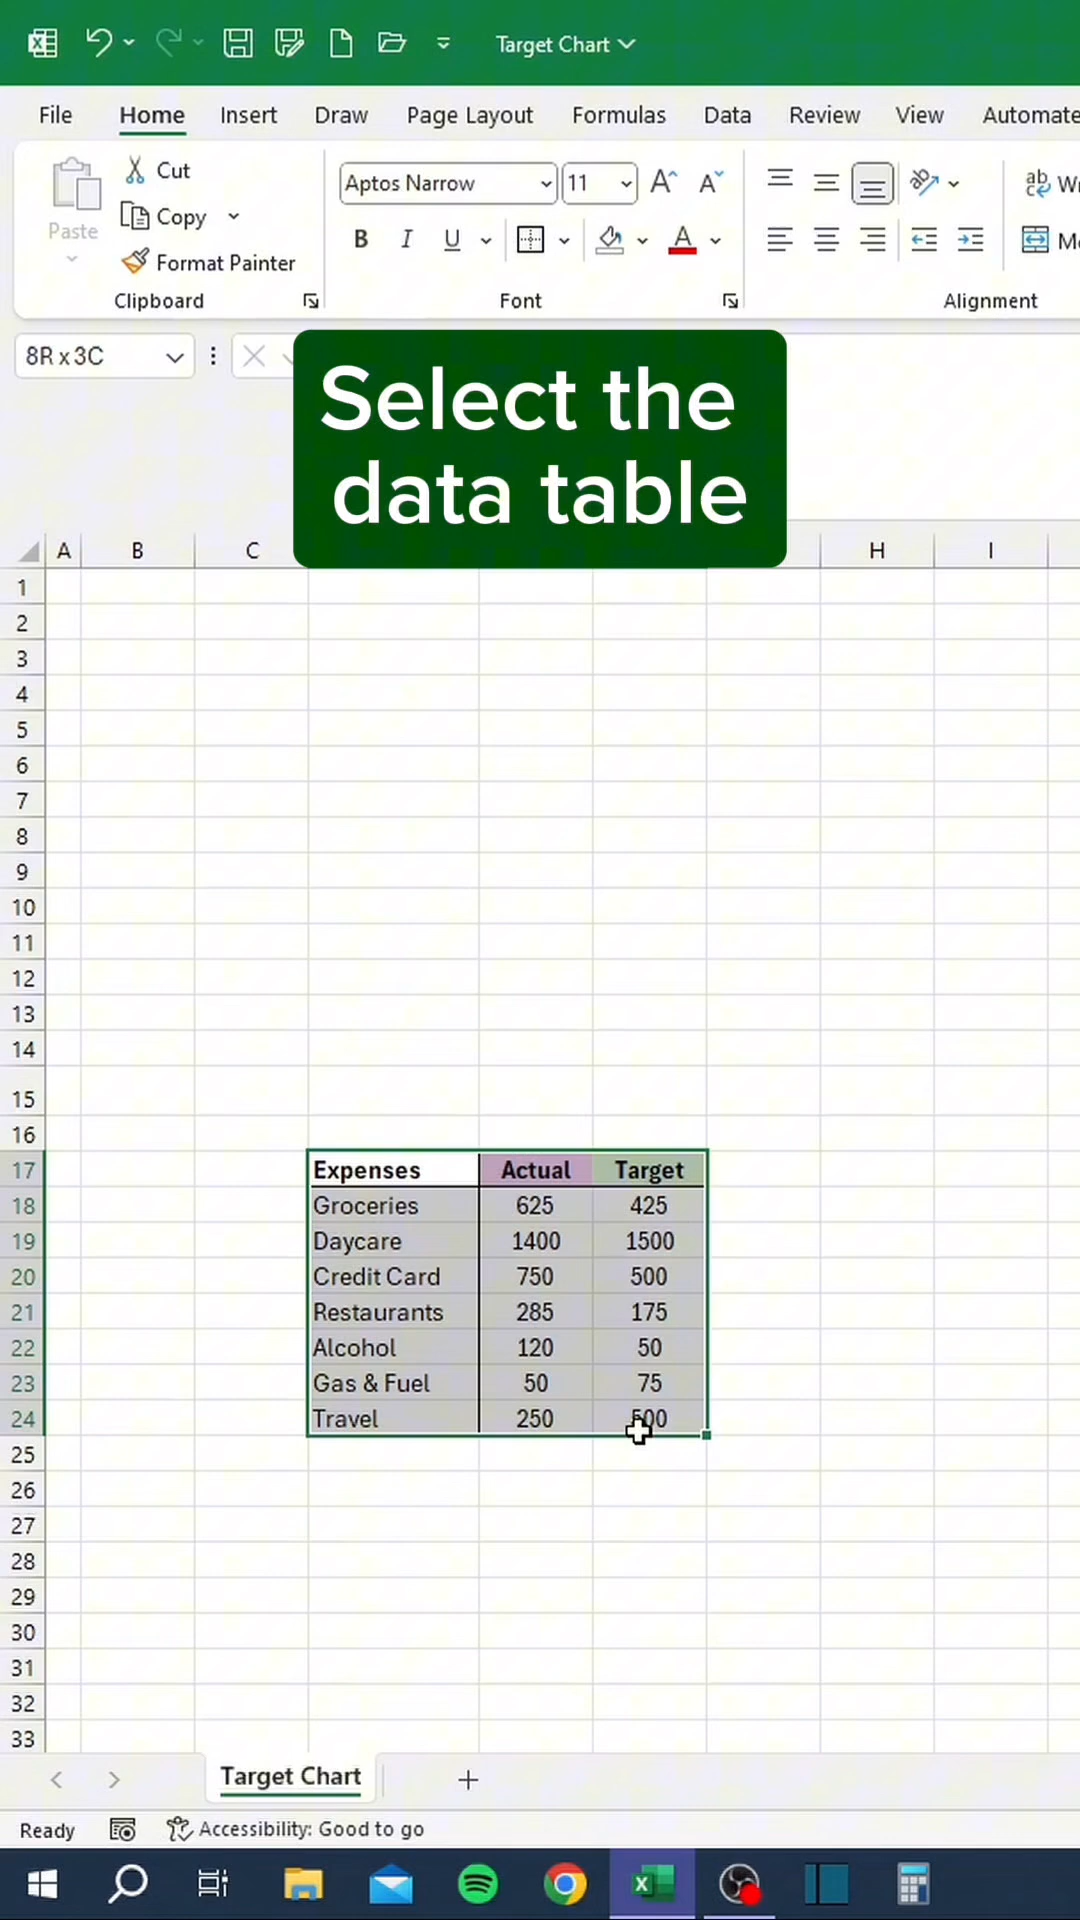 Target Chart
File Home Insert Draw Page Layout Formulas Data Review View Automate
Cut
Copy
Paste
Format Painter
Clipboard
Aptos Narrow 11
B I U A
Font
Alignment
8R x 3C
Select the
data table
A B C H I
1
2
3
4
5
6
7
8
9
10
11
12
13
14
15
16
17 Expenses Actual Target
18 Groceries 625 425
19 Daycare 1400 1500
20 Credit Card 750 500
21 Restaurants 285 175
22 Alcohol 120 50
23 Gas & Fuel 50 75
24 Travel 250 500
25
26
27
28
29
30
31
32
33
Target Chart
Ready Accessibility: Good to go